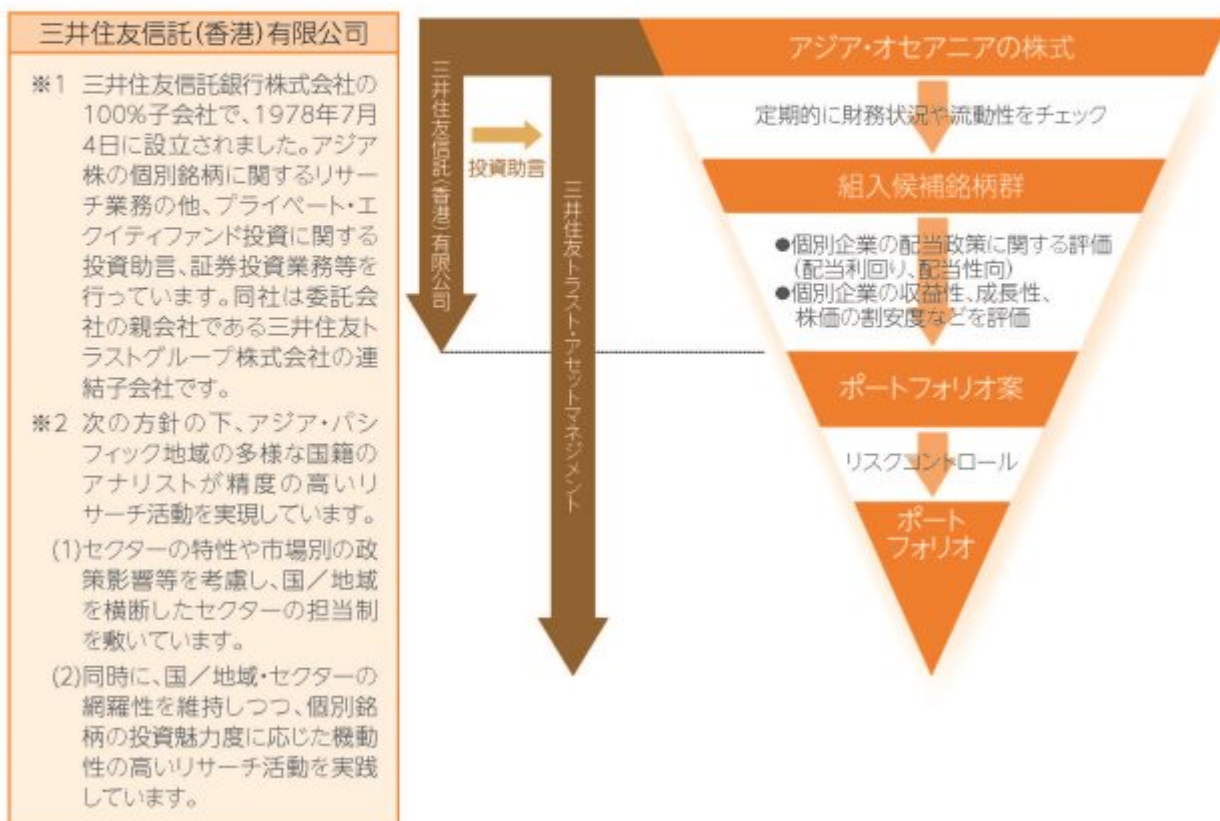 三井住友信託(香港)有限公司
※1 三井住友信託銀行株式会社の
100%子会社で、1978年7月
4日に設立されました。アジア
株の個別銘柄に関するリサー
チ業務の他、プライベート・エ
クイティファンド投資に関する
投資助言、証券投資業務等を
行っています。同社は委託会
社の親会社である三井住友ト
ラストグループ株式会社の連
結子会社です。
※2 次の方針の下、アジア・パシ
フィック地域の多様な国籍の
アナリストが精度の高いリ
サーチ活動を実現しています。
(1)セクターの特性や市場別の政
策影響等を考慮し、国／地域
を横断したセクターの担当制
を敷いています。
(2)同時に、国／地域・セクターの
網羅性を維持しつつ、個別銘
柄の投資魅力度に応じた機動
性の高いリサーチ活動を実践
しています。
三井住友信託(香港)有限公司
投資助言
三井住友トラスト・アセットマネジメント
アジア・オセアニアの株式
定期的に財務状況や流動性をチェック
組入候補銘柄群
●個別企業の配当政策に関する評価
(配当利回り、配当性向)
●個別企業の収益性、成長性、
株価の割安度などを評価
ポートフォリオ案
リスクコントロール
ポート
フォリオ